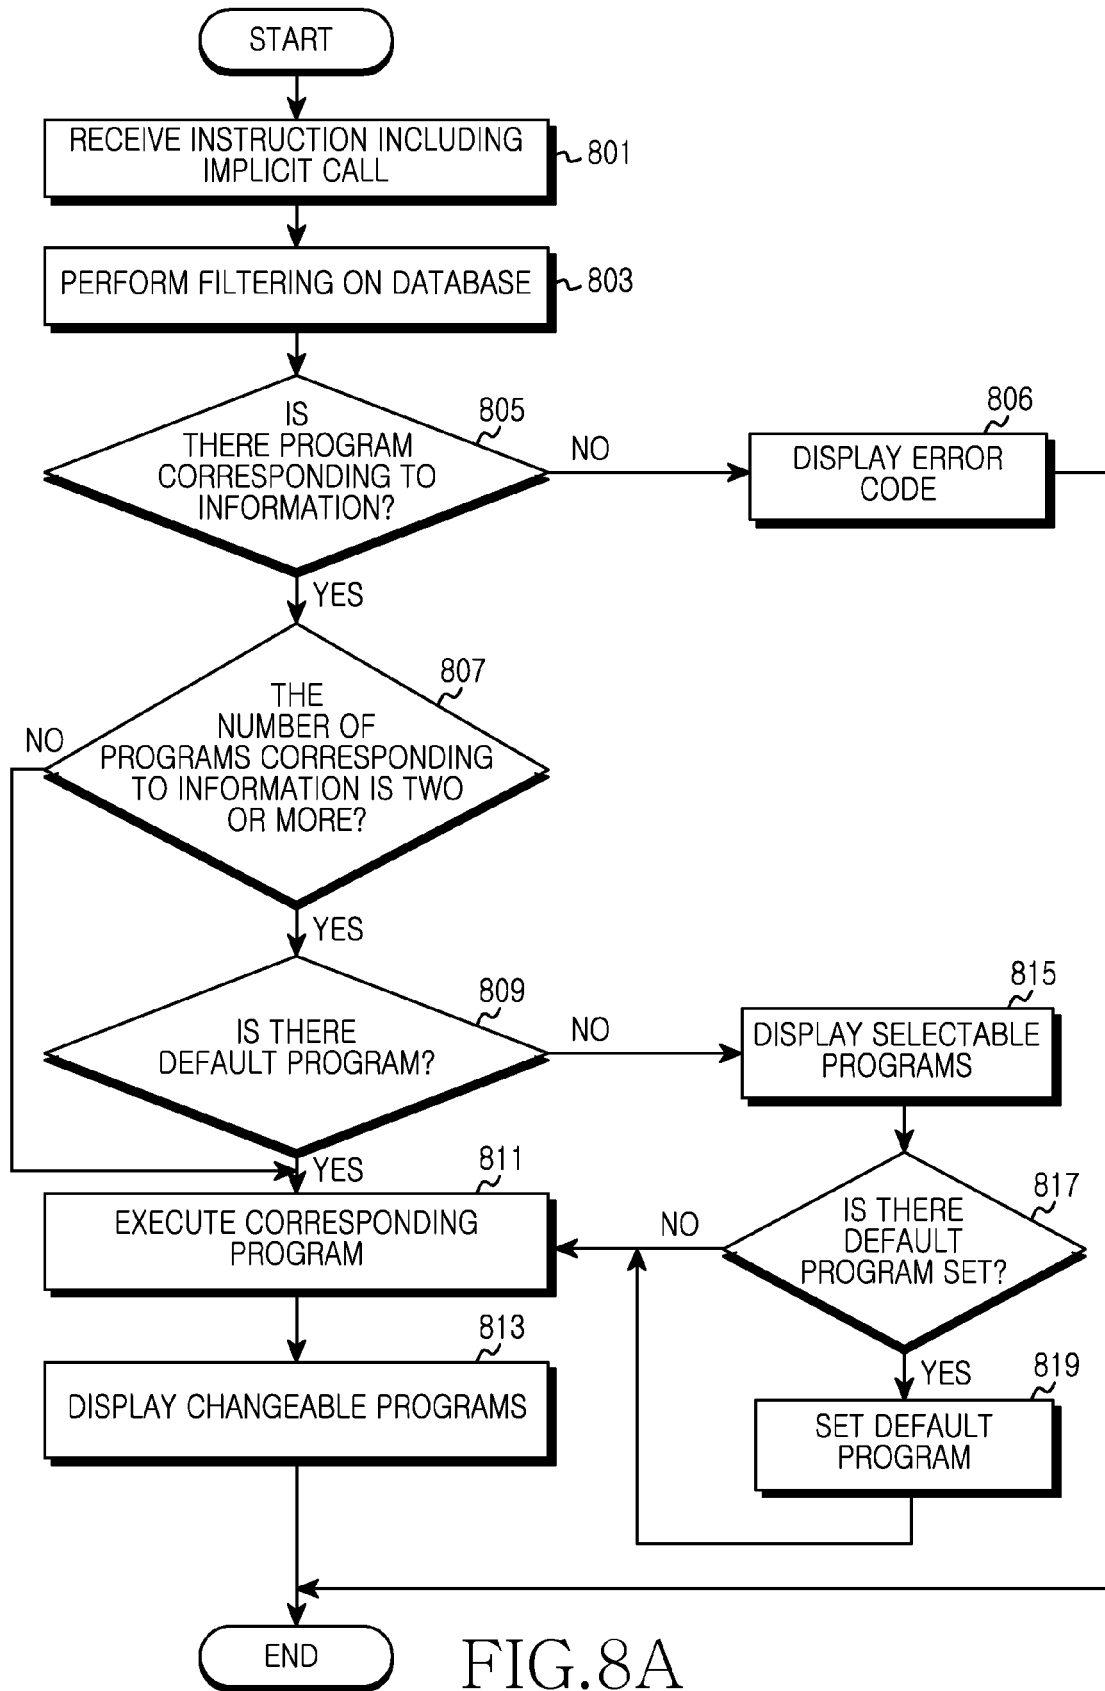 START
RECEIVE INSTRUCTION INCLUDING
IMPLICIT CALL
801
PERFORM FILTERING ON DATABASE
803
IS
THERE PROGRAM
CORRESPONDING TO
INFORMATION?
805
NO
806
DISPLAY ERROR
CODE
YES
THE
NUMBER OF
PROGRAMS CORRESPONDING
TO INFORMATION IS TWO
OR MORE?
807
NO
YES
IS THERE
DEFAULT PROGRAM?
809
NO
815
DISPLAY SELECTABLE
PROGRAMS
YES
811
EXECUTE CORRESPONDING
PROGRAM
NO
IS THERE
DEFAULT
PROGRAM SET?
817
813
DISPLAY CHANGEABLE PROGRAMS
YES
819
SET DEFAULT
PROGRAM
END
FIG.8A